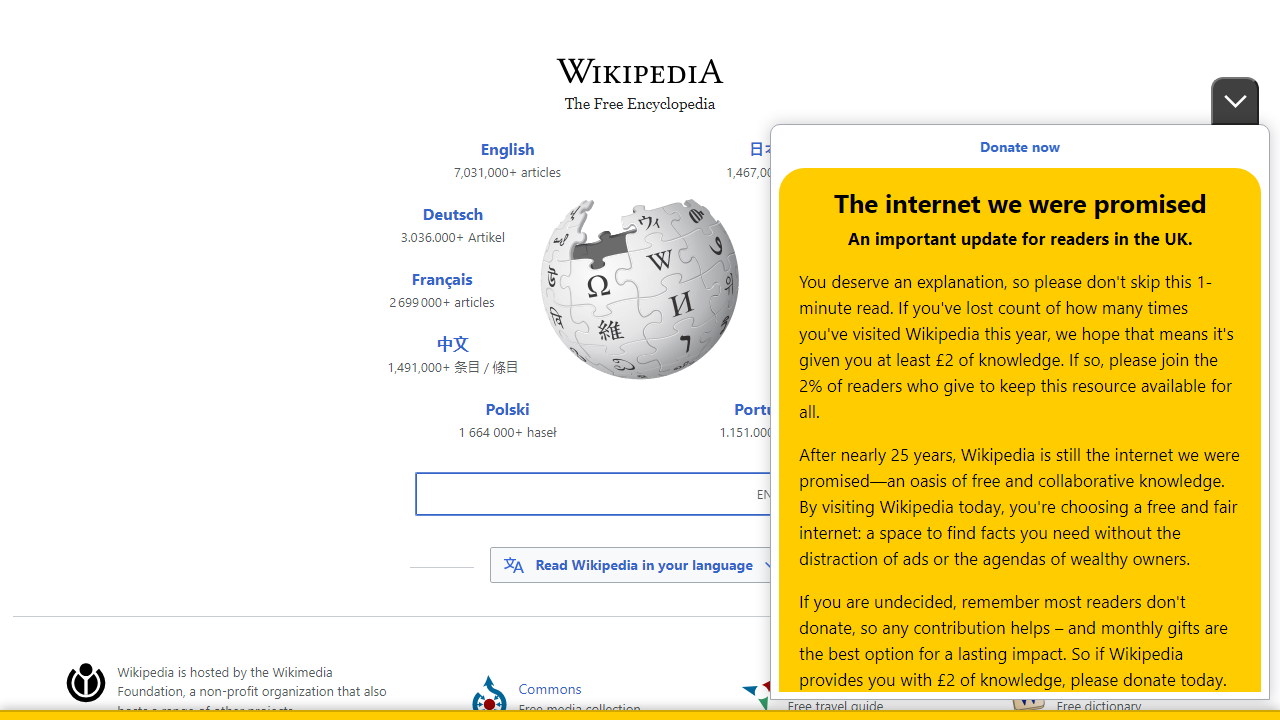 WIKIPEDIA
The Free Encyclopedia
English
7,031,000+ articles
Deutsch
3.036.000+ Artikel
Français
2 699 000+ articles
中文
1,491,000+ 条目 / 條目
Polski
1 664 000+ haseł
1.151.000
EN
Read Wikipedia in your language
Wikipedia is hosted by the Wikimedia
Foundation, a non-profit organization that also
hosts a range of other projects.
Commons
Free media collection
Free travel guide
Free dictionary
Donate now
The internet we were promised
An important update for readers in the UK.
You deserve an explanation, so please don't skip this 1-
minute read. If you've lost count of how many times
you've visited Wikipedia this year, we hope that means it's
given you at least £2 of knowledge. If so, please join the
2% of readers who give to keep this resource available for
all.
After nearly 25 years, Wikipedia is still the internet we were
promised—an oasis of free and collaborative knowledge.
By visiting Wikipedia today, you're choosing a free and fair
internet: a space to find facts you need without the
distraction of ads or the agendas of wealthy owners.
If you are undecided, remember most readers don't
donate, so any contribution helps – and monthly gifts are
the best option for a lasting impact. So if Wikipedia
provides you with £2 of knowledge, please donate today.